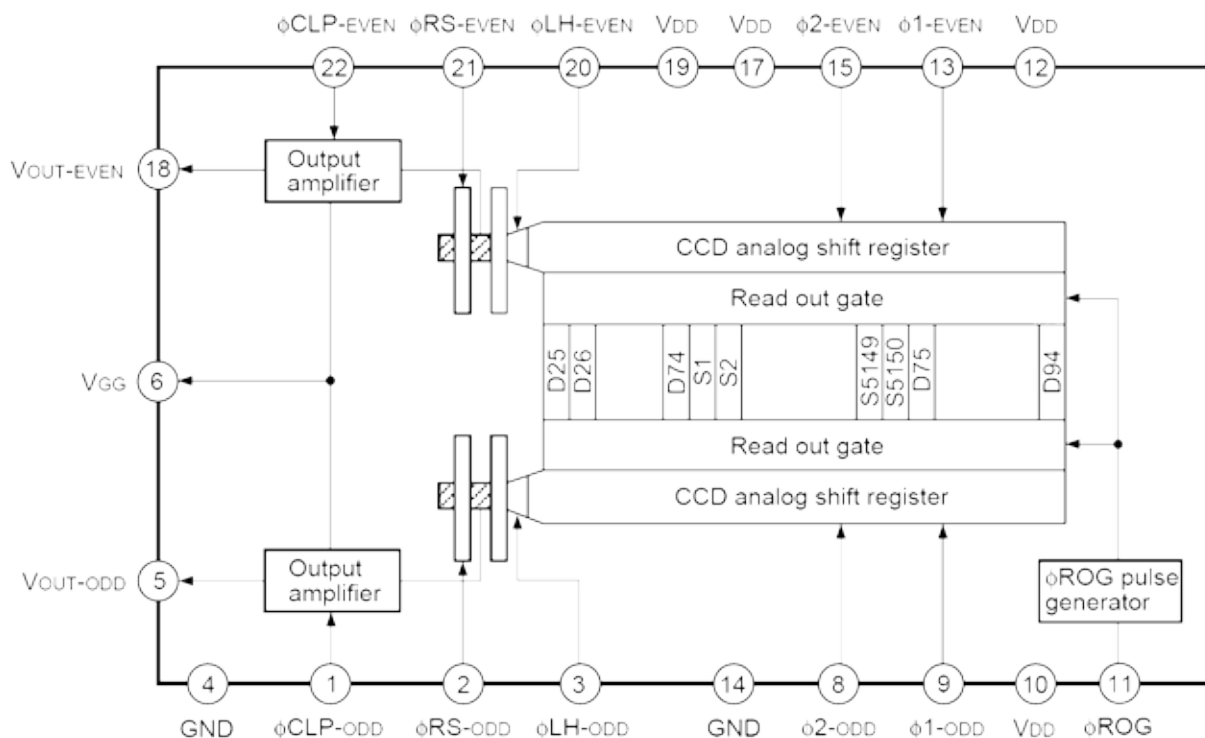 ϕCLP-EVEN ϕRS-EVEN ϕLH-EVEN VDD VDD ϕ2-EVEN ϕ1-EVEN VDD
22 21 20 19 17 15 13 12
VOUT-EVEN 18
Output
amplifier
CCD analog shift register
Read out gate
VGG 6
D25 D26 D74 S1 S2 S5149 S5150 D75 D94
Read out gate
CCD analog shift register
VOUT-ODD 5
Output
amplifier
ϕROG pulse
generator
4 1 2 3 14 8 9 10 11
GND ϕCLP-ODD ϕRS-ODD ϕLH-ODD GND ϕ2-ODD ϕ1-ODD VDD ϕROG